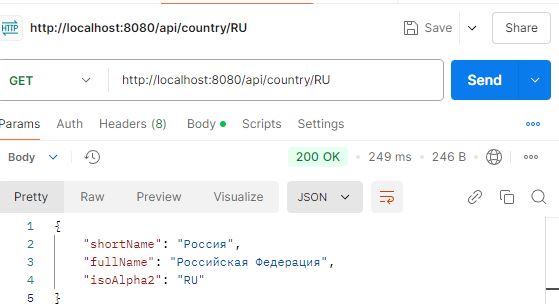 HTTP http://localhost:8080/api/country/RU Save Share
GET http://localhost:8080/api/country/RU Send
Params Auth Headers (8) Body Scripts Settings
Body 200 OK 249 ms 246 B
Pretty Raw Preview Visualize JSON
1 {
2 "shortName": "Россия",
3 "fullName": "Российская Федерация",
4 "isoAlpha2": "RU"
5 }